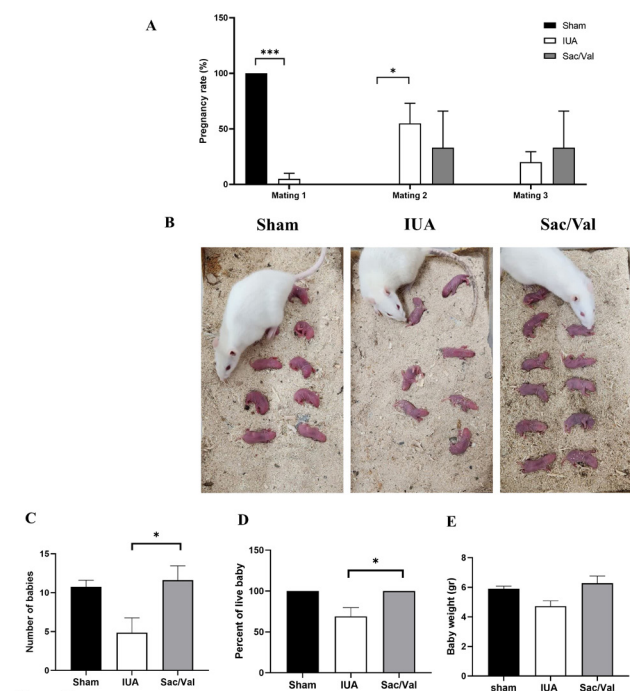 A
Pregnancy rate (%)
150
100
50
0
***
*
Sham
IUA
Sac/Val
Mating 1
Mating 2
Mating 3
B
Sham
IUA
Sac/Val
C
Number of babies
15
10
5
0
*
Sham
IUA
Sac/Val
D
Percent of live baby
150
100
50
0
*
Sham
IUA
Sac/Val
E
Baby weight (gr)
8
6
4
2
0
sham
IUA
Sac/Val